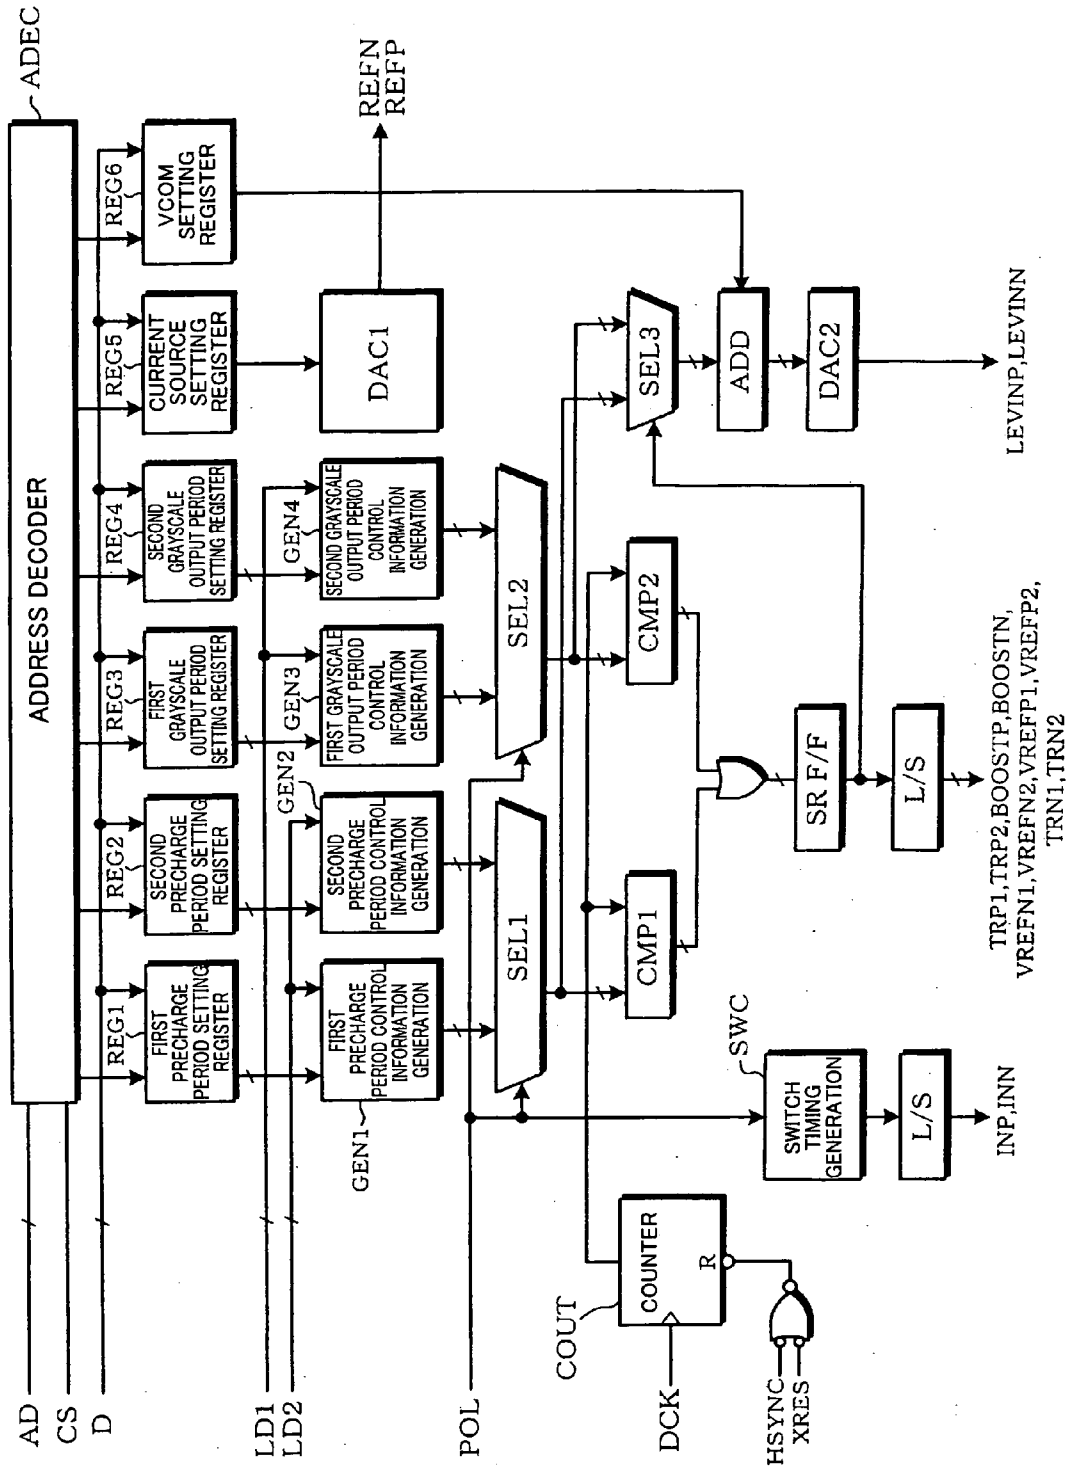 ADEC
ADDRESS DECODER
AD
CS
D
REG1
FIRST
PRECHARGE
PERIOD SETTING
REGISTER
REG2
SECOND
PRECHARGE
PERIOD SETTING
REGISTER
REG3
FIRST
GRAYSCALE
OUTPUT PERIOD
SETTING REGISTER
REG4
SECOND
GRAYSCALE
OUTPUT PERIOD
SETTING REGISTER
REG5
CURRENT
SOURCE
SETTING
REGISTER
REG6
VCOM
SETTING
REGISTER
REFN
REFP
LD1
LD2
GEN1
FIRST
PRECHARGE
PERIOD CONTROL
INFORMATION
GENERATION
GEN2
SECOND
PRECHARGE
PERIOD CONTROL
INFORMATION
GENERATION
GEN3
FIRST GRAYSCALE
OUTPUT PERIOD
CONTROL
INFORMATION
GENERATION
GEN4
SECOND GRAYSCALE
OUTPUT PERIOD
CONTROL
INFORMATION
GENERATION
DAC1
POL
SEL1
SEL2
SEL3
COUT
COUNTER
R
DCK
HSYNC
XRES
CMP1
CMP2
ADD
SWC
SWITCH
TIMING
GENERATION
SR F/F
DAC2
L/S
L/S
INP,INN
TRP1,TRP2,BOOSTP,BOOSTN,
VREFN1,VREFN2,VREFP1,VREFP2,
TRN1,TRN2
LEVINP,LEVINN